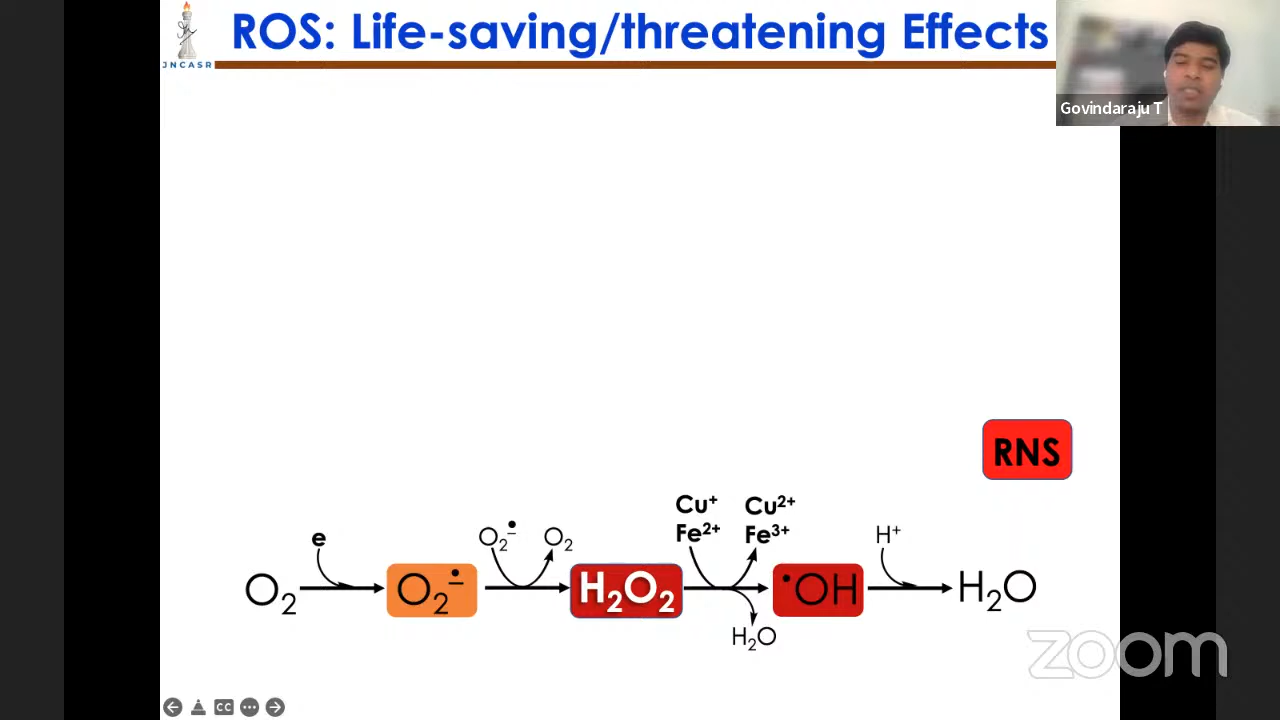 ROS: Life-saving/threatening Effects
JNCASR
Govindaraju T
RNS
Cu⁺ Cu²⁺
Fe²⁺ Fe³⁺
e O₂•⁻ O₂ H⁺
O₂ O₂•⁻ H₂O₂ •OH H₂O
H₂O
zoom
CC